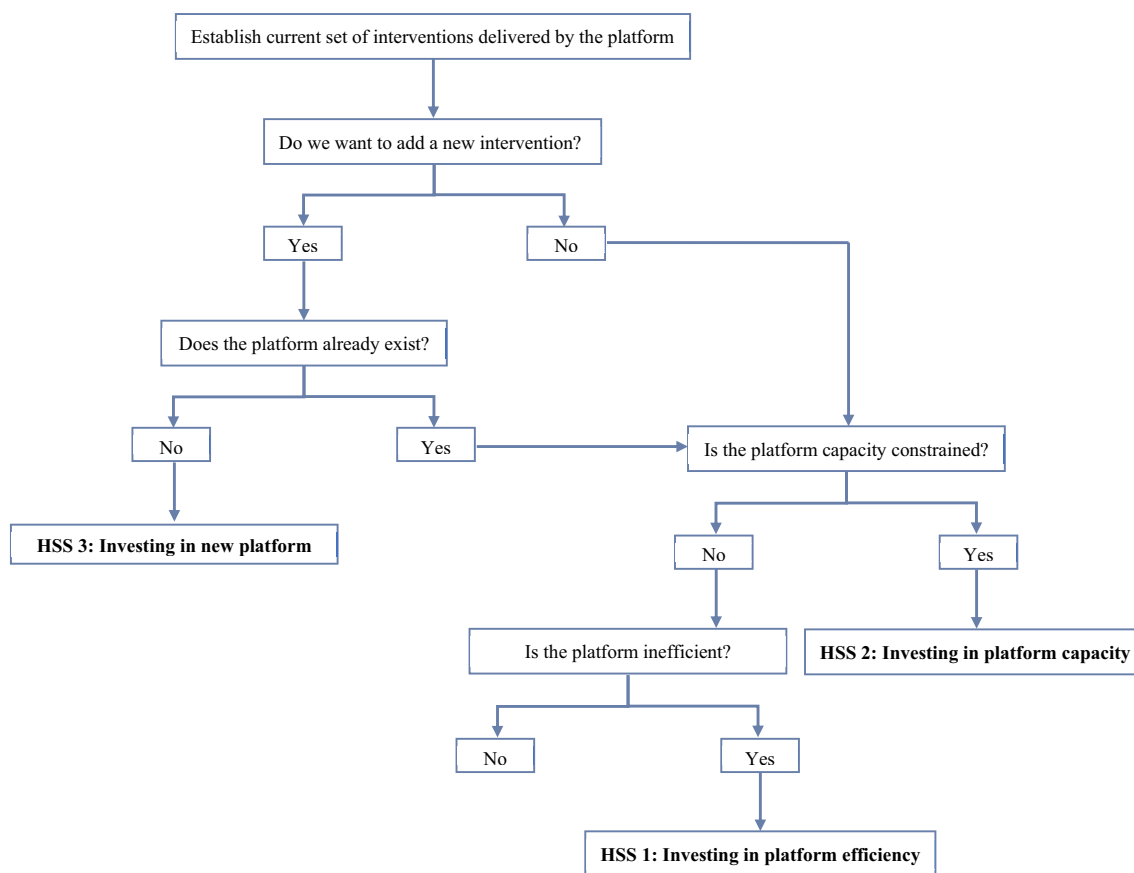 Establish current set of interventions delivered by the platform
Do we want to add a new intervention?
Yes
No
Does the platform already exist?
No
Yes
Is the platform capacity constrained?
HSS 3: Investing in new platform
No
Yes
Is the platform inefficient?
HSS 2: Investing in platform capacity
No
Yes
HSS 1: Investing in platform efficiency